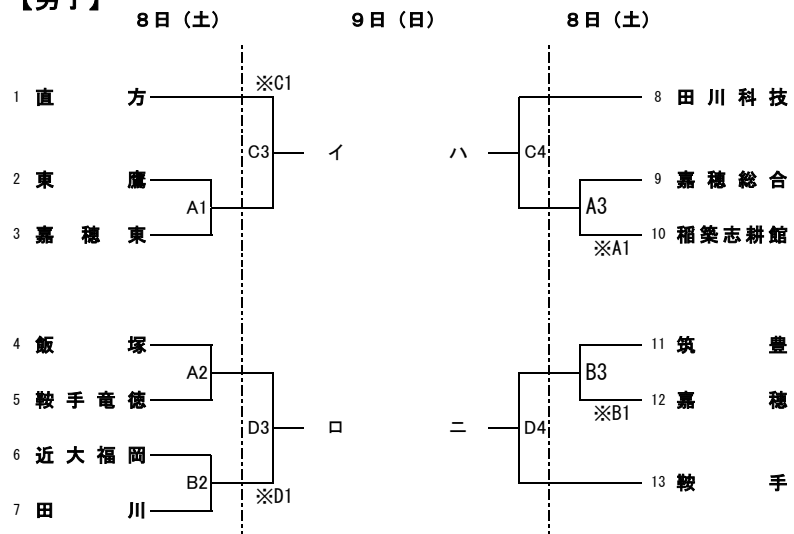 【男子】
8日（土） 9日（日） 8日（土）
※C1
1 直方 8 田川科技
C3 イ ハ C4
2 東鷹 9 嘉穂総合
A1 A3
3 嘉穂東 10 稲築志耕館
※A1
4 飯塚 11 筑豊
A2 B3
5 鞍手竜徳 12 嘉穂
※B1
D3 ロ ニ D4
6 近大福岡
B2 13 鞍手
※D1
7 田川